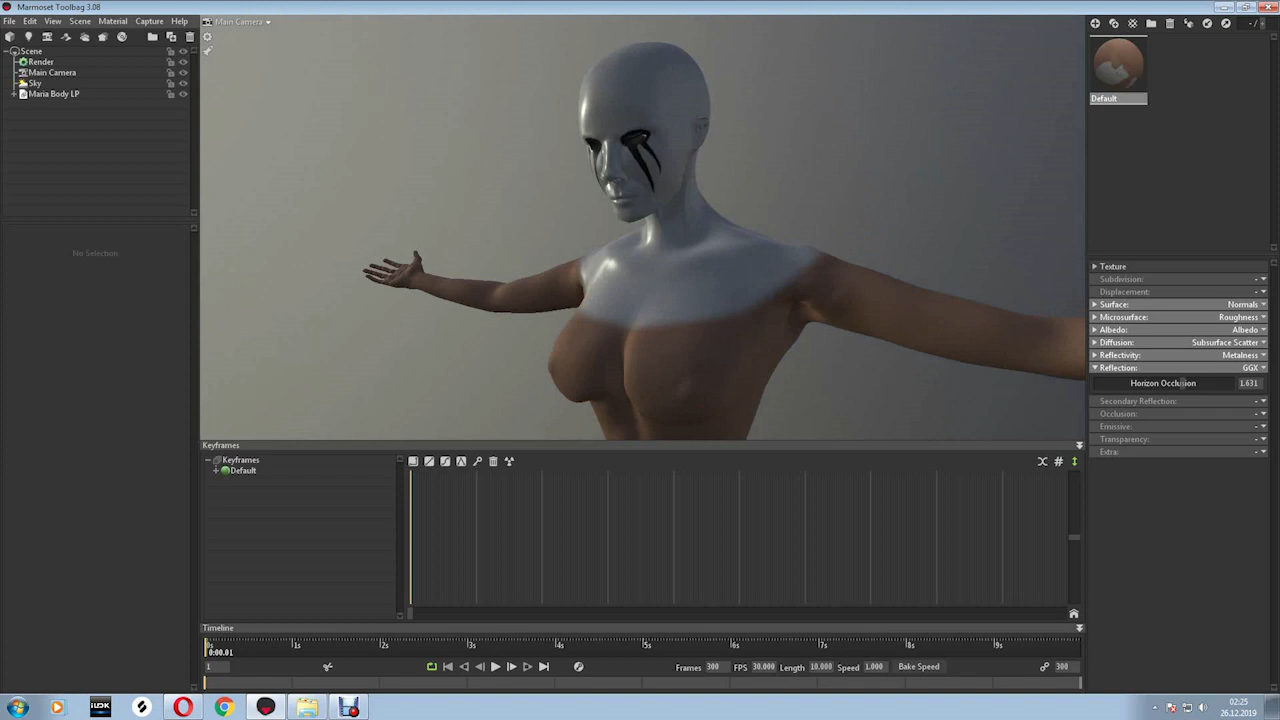 Marmoset Toolbag 3.08
File Edit View Scene Material Capture Help
Main Camera
Scene
Render
Main Camera
Sky
Maria Body LP
No Selection
Default
Texture
Subdivision: -
Displacement: -
Surface: Normals
Microsurface: Roughness
Albedo: Albedo
Diffusion: Subsurface Scatter
Reflectivity: Metalness
Reflection: GGX
Horizon Occlusion 1.631
Secondary Reflection: -
Occlusion: -
Emissive: -
Transparency: -
Extra: -
Keyframes
Keyframes
Default
Timeline
0s 1s 2s 3s 4s 5s 6s 7s 8s 9s
0:00.01
1
Frames 300 FPS 30.000 Length 10.000 Speed 1.000 Bake Speed 300
iLOK
02:25
26.12.2019